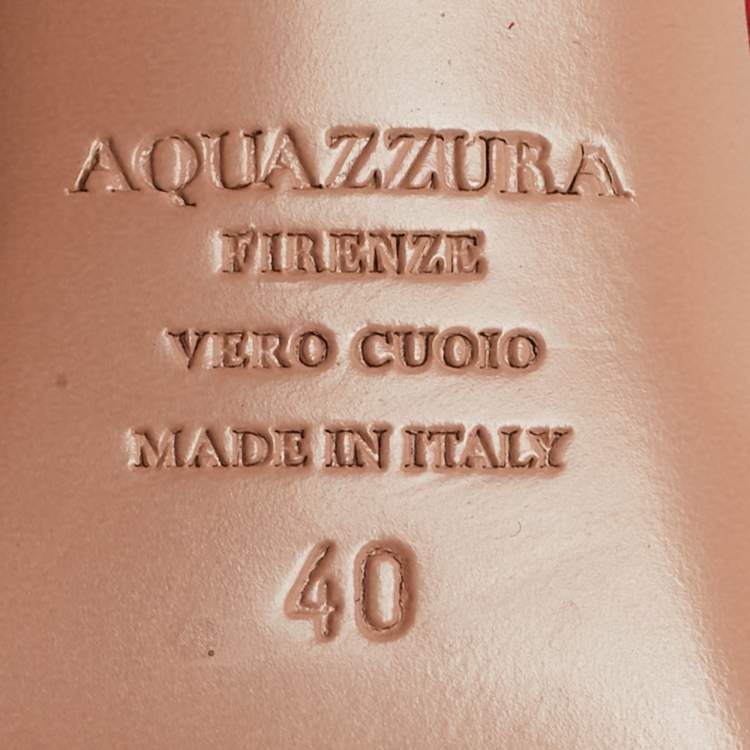 AQUAZZURA
FIRENZE
VERO CUOIO
MADE IN ITALY
40